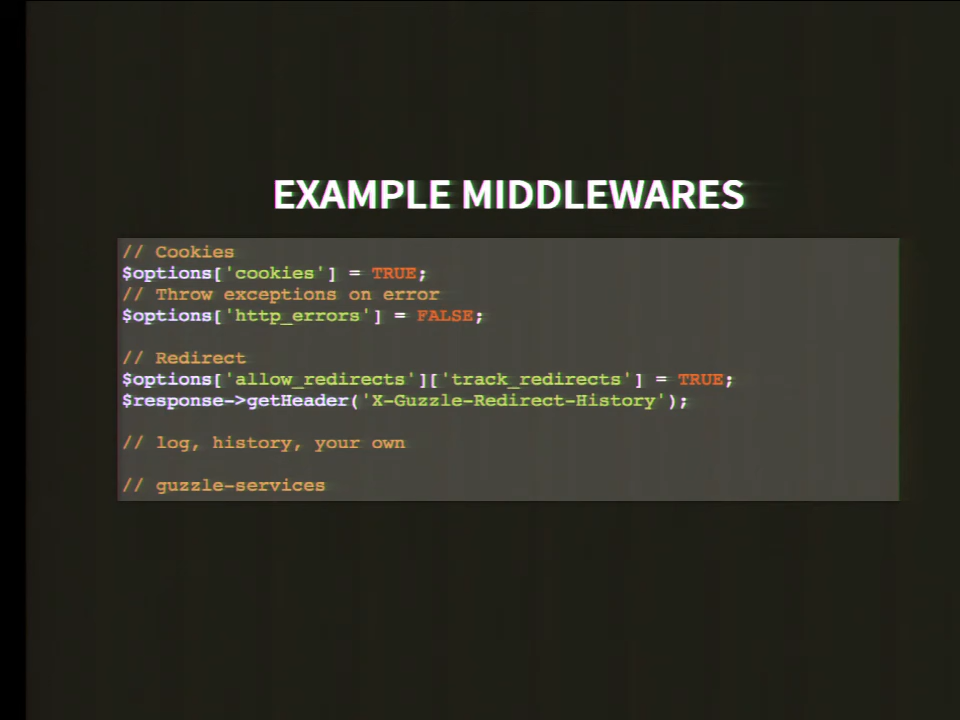 EXAMPLE MIDDLEWARES
// Cookies
$options['cookies'] = TRUE;
// Throw exceptions on error
$options['http_errors'] = FALSE;
// Redirect
$options['allow_redirects']['track_redirects'] = TRUE;
$response->getHeader('X-Guzzle-Redirect-History');
// log, history, your own
// guzzle-services